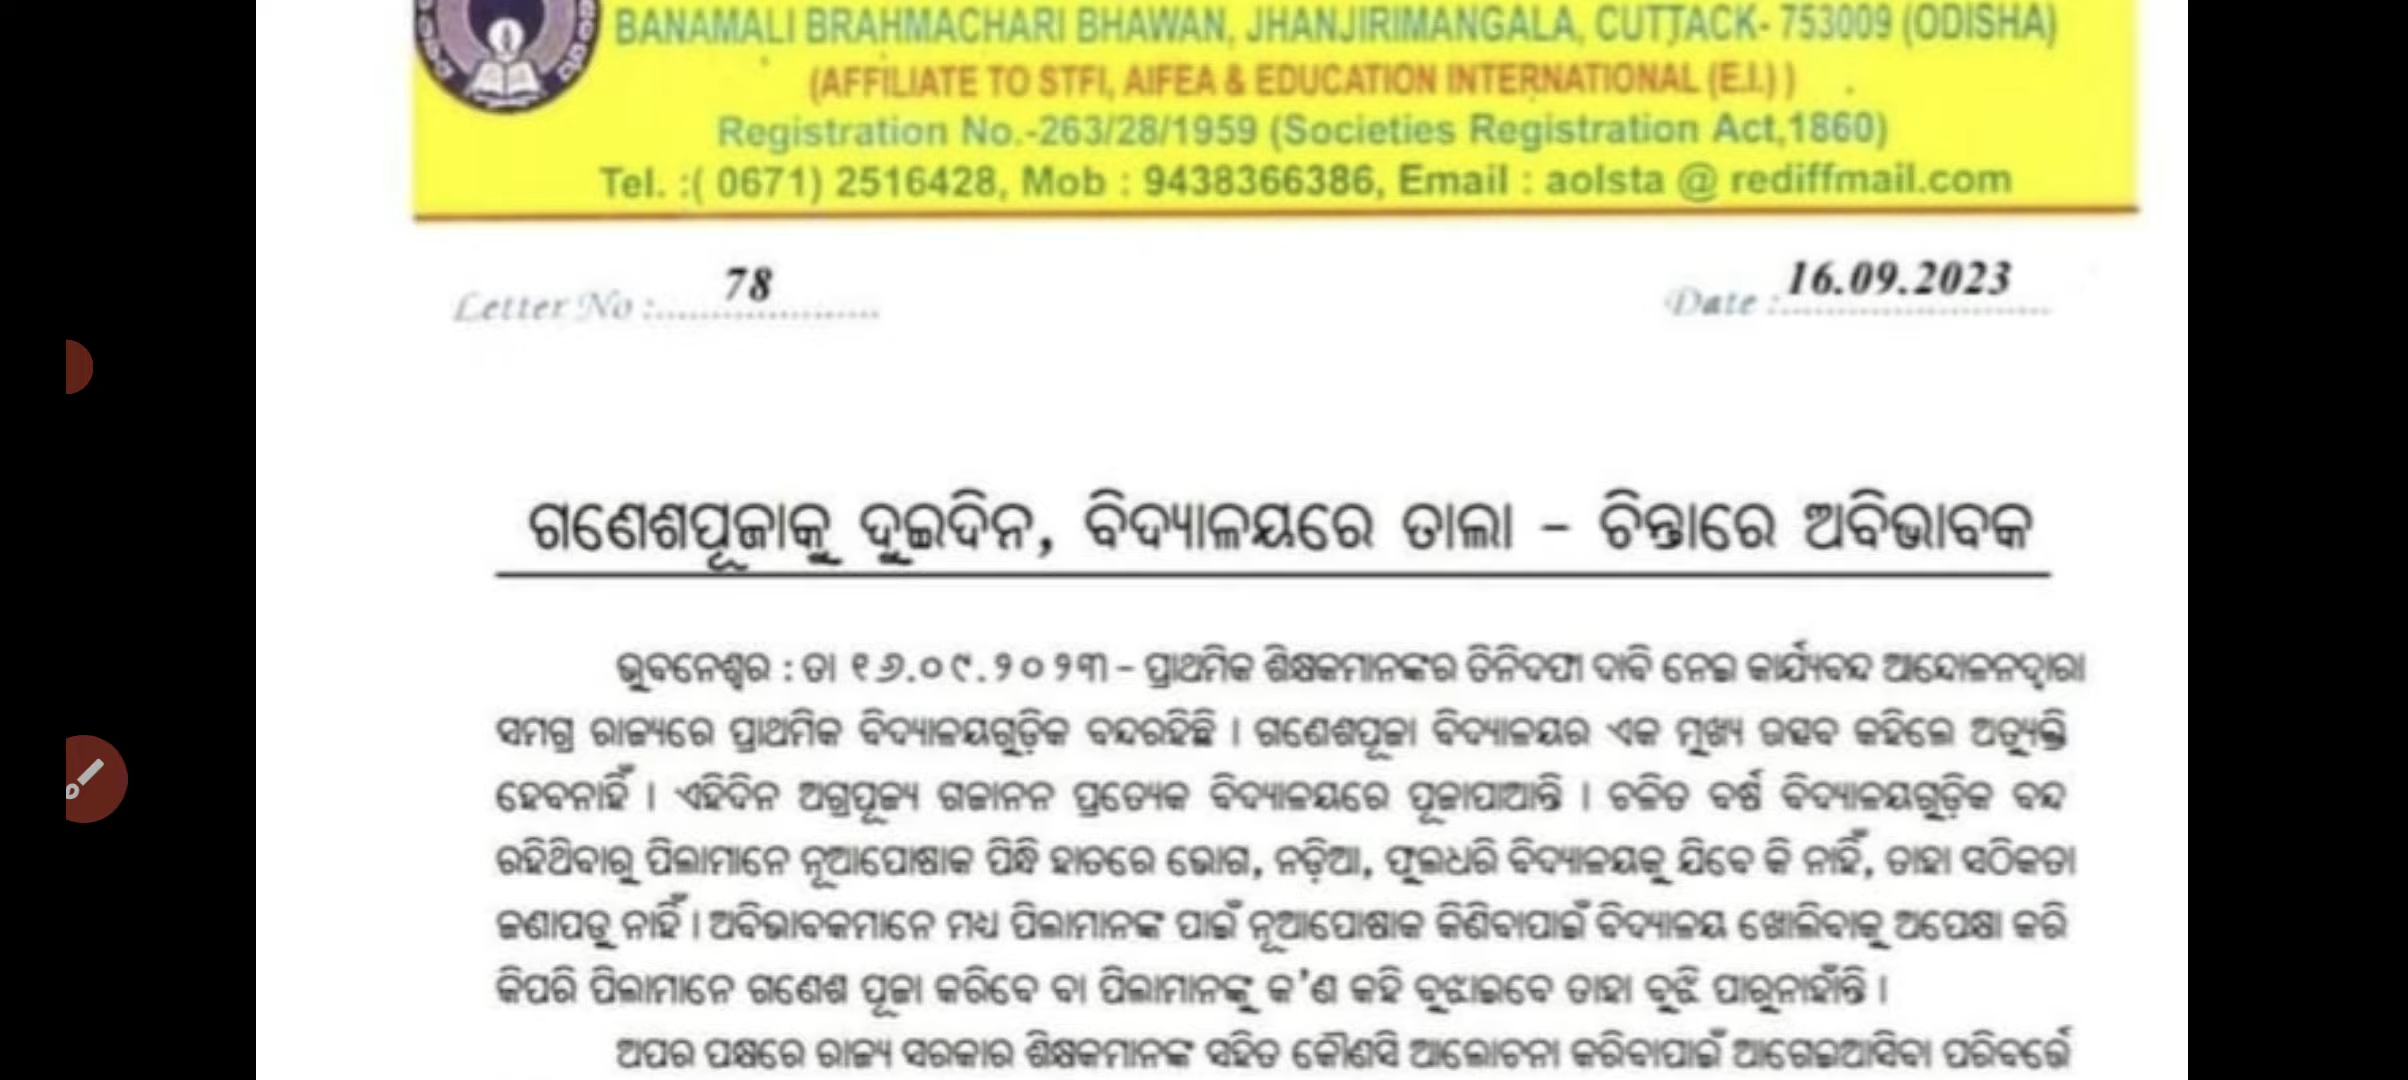 BANAMALI BRAHMACHARI BHAWAN, JHANJIRIMANGALA, CUTTACK- 753009 (ODISHA)
(AFFILIATE TO STFI, AIFEA & EDUCATION INTERNATIONAL (E.I.) )
Registration No.-263/28/1959 (Societies Registration Act,1860)
Tel. :( 0671) 2516428, Mob : 9438366386, Email : aolsta @ rediffmail.com
Letter No :..................... 78
Date :......................... 16.09.2023
ଗଣେଶପୂଜାକୁ ଦୁଇଦିନ, ବିଦ୍ୟାଳୟରେ ତାଲା – ଚିନ୍ତାରେ ଅବିଭାବକ
ଭୁବନେଶ୍ୱର : ତା ୧୬.୦୯.୨୦୨୩ – ପ୍ରାଥମିକ ଶିକ୍ଷକମାନଙ୍କର ତିନିଦଫା ଦାବି ନେଇ କାର୍ଯ୍ୟବନ୍ଦ ଆନ୍ଦୋଳନଦ୍ୱାରା
ସମଗ୍ର ରାଜ୍ୟରେ ପ୍ରାଥମିକ ବିଦ୍ୟାଳୟଗୁଡ଼ିକ ବନ୍ଦରହିଛି । ଗଣେଶପୂଜା ବିଦ୍ୟାଳୟର ଏକ ମୁଖ୍ୟ ଉତ୍ସବ କହିଲେ ଅତ୍ୟୁକ୍ତି
ହେବନାହିଁ । ଏହିଦିନ ଅଗ୍ରପୂଜ୍ୟ ଗଜାନନ ପ୍ରତ୍ୟେକ ବିଦ୍ୟାଳୟରେ ପୂଜାପାଆନ୍ତି । ଚଳିତ ବର୍ଷ ବିଦ୍ୟାଳୟଗୁଡ଼ିକ ବନ୍ଦ
ରହିଥିବାରୁ ପିଲାମାନେ ନୂଆପୋଷାକ ପିନ୍ଧି ହାତରେ ଭୋଗ, ନଡ଼ିଆ, ଫୁଲଧରି ବିଦ୍ୟାଳୟକୁ ଯିବେ କି ନାହିଁ, ତାହା ସଠିକତା
ଜଣାପଡୁ ନାହିଁ । ଅବିଭାବକମାନେ ମଧ୍ୟ ପିଲାମାନଙ୍କ ପାଇଁ ନୂଆପୋଷାକ କିଣିବାପାଇଁ ବିଦ୍ୟାଳୟ ଖୋଲିବାକୁ ଅପେକ୍ଷା କରି
କିପରି ପିଲାମାନେ ଗଣେଶ ପୂଜା କରିବେ ବା ପିଲାମାନଙ୍କୁ କ'ଣ କହି ବୁଝାଇବେ ତାହା ବୁଝି ପାରୁନାହାଁନ୍ତି ।
ଅପର ପକ୍ଷରେ ରାଜ୍ୟ ସରକାର ଶିକ୍ଷକମାନଙ୍କ ସହିତ କୌଣସି ଆଲୋଚନା କରିବାପାଇଁ ଆଗେଇଆସିବା ପରିବର୍ତ୍ତେ